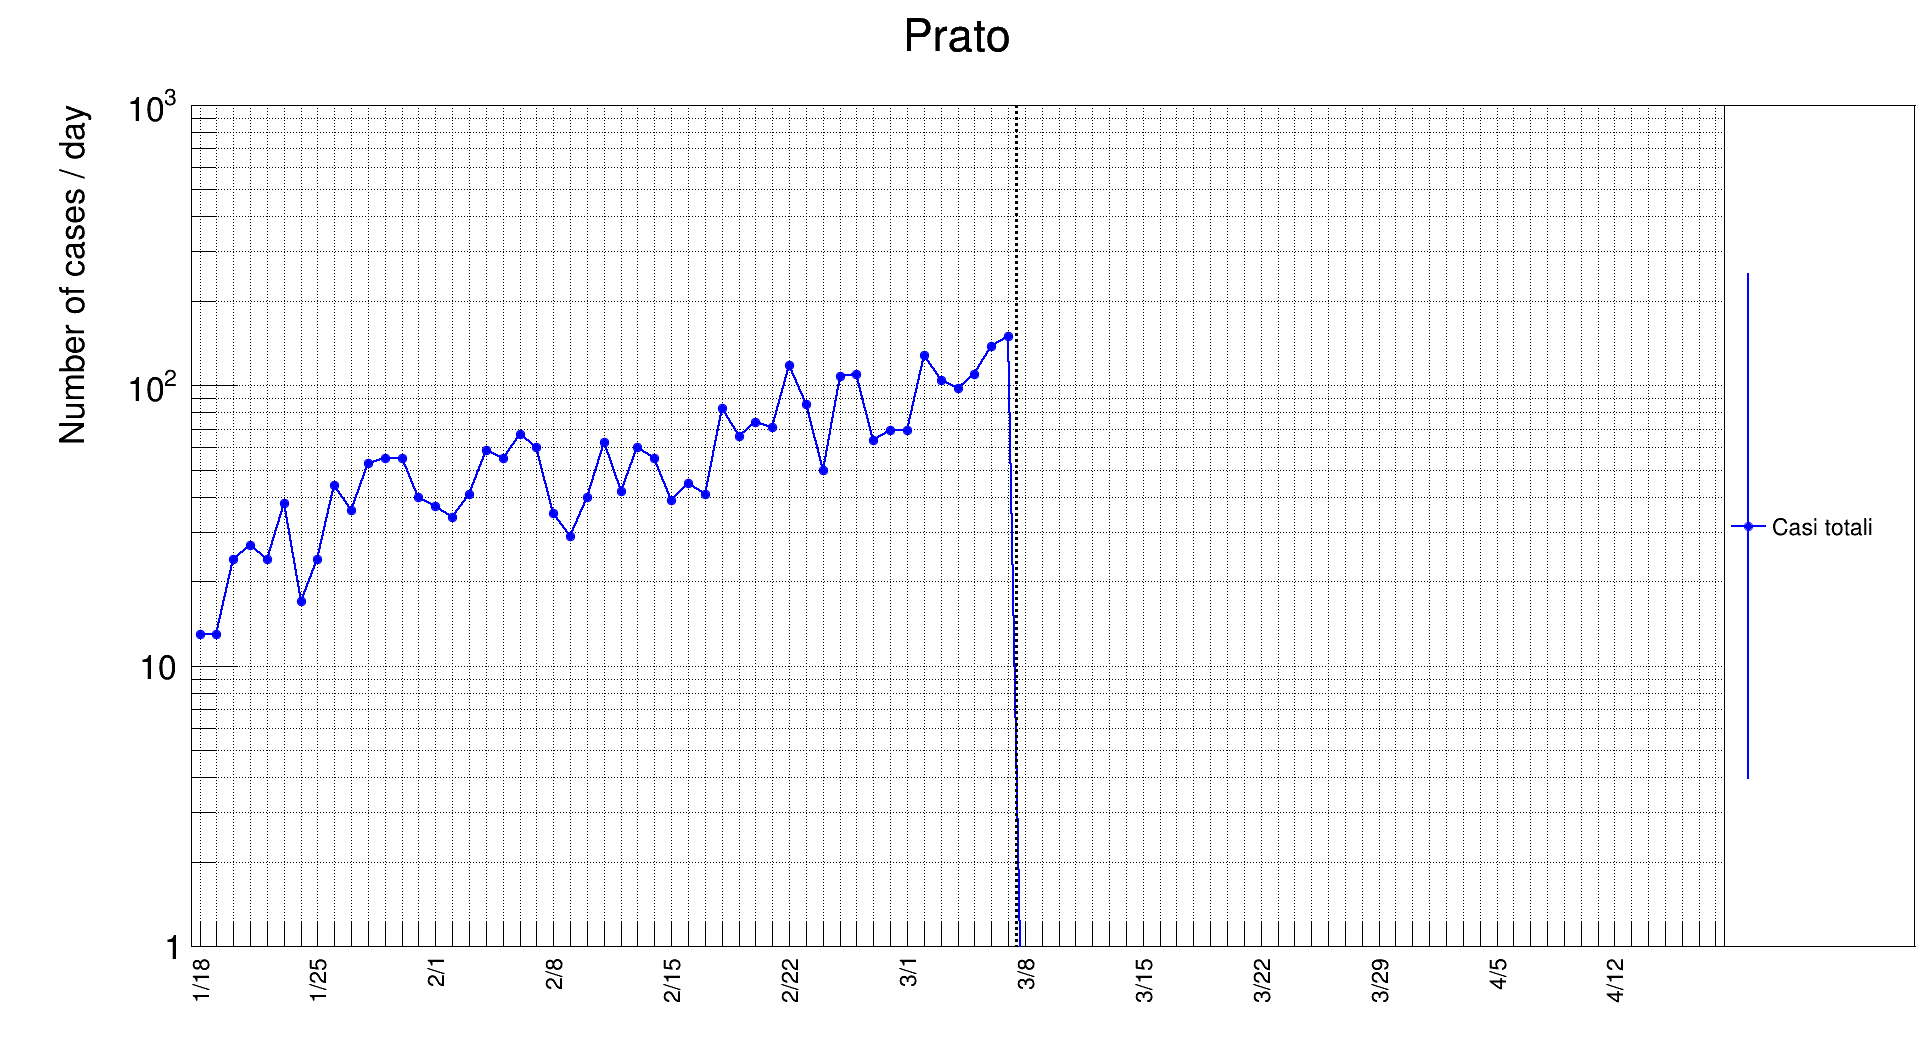 Prato
Number of cases / day
10³
10²
10
1
1/18 1/25 2/1 2/8 2/15 2/22 3/1 3/8 3/15 3/22 3/29 4/5 4/12
Casi totali